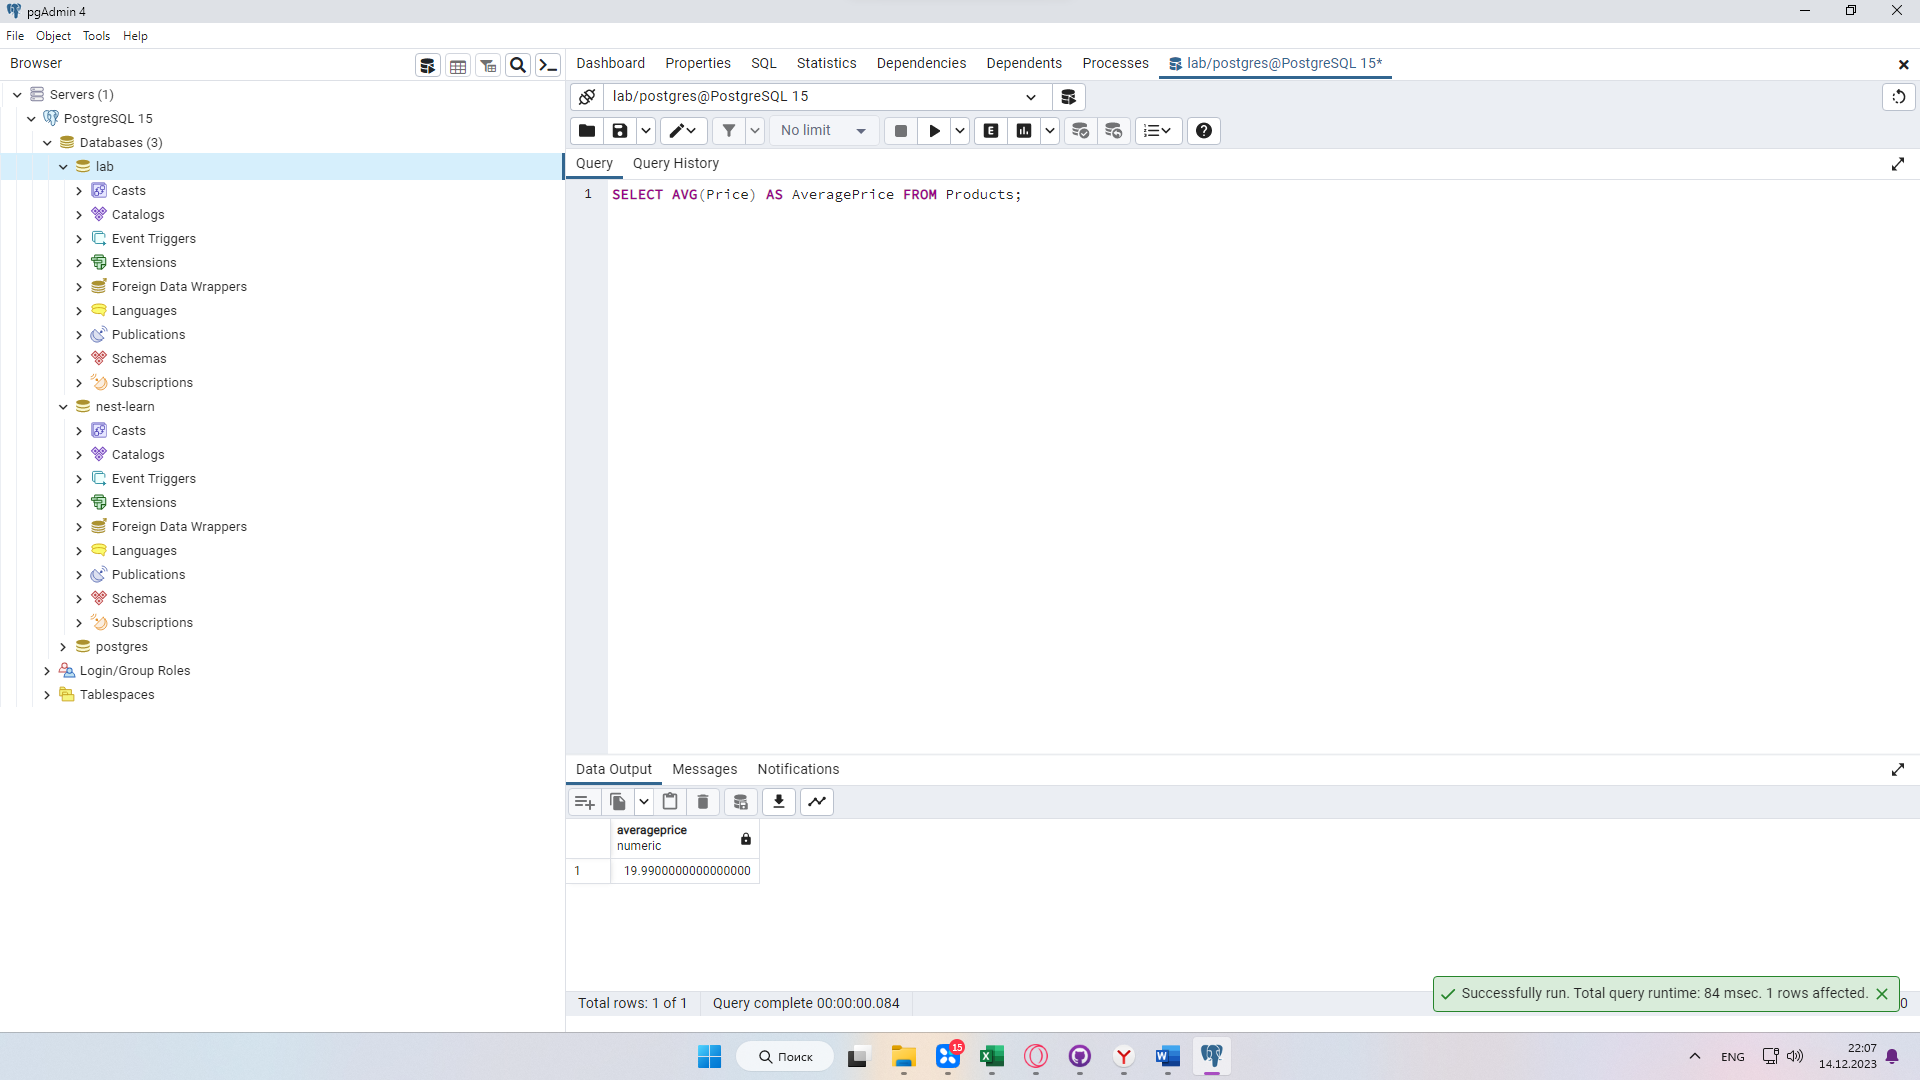 pgAdmin 4
File Object Tools Help
Browser
Dashboard Properties SQL Statistics Dependencies Dependents Processes lab/postgres@PostgreSQL 15*
Servers (1)
PostgreSQL 15
Databases (3)
lab
Casts
Catalogs
Event Triggers
Extensions
Foreign Data Wrappers
Languages
Publications
Schemas
Subscriptions
nest-learn
Casts
Catalogs
Event Triggers
Extensions
Foreign Data Wrappers
Languages
Publications
Schemas
Subscriptions
postgres
Login/Group Roles
Tablespaces
lab/postgres@PostgreSQL 15
No limit
E
Query Query History
1 SELECT AVG(Price) AS AveragePrice FROM Products;
Data Output Messages Notifications
averageprice
numeric
1 19.9900000000000000
Total rows: 1 of 1 Query complete 00:00:00.084
Successfully run. Total query runtime: 84 msec. 1 rows affected.
0
Поиск
15
ENG
22:07
14.12.2023